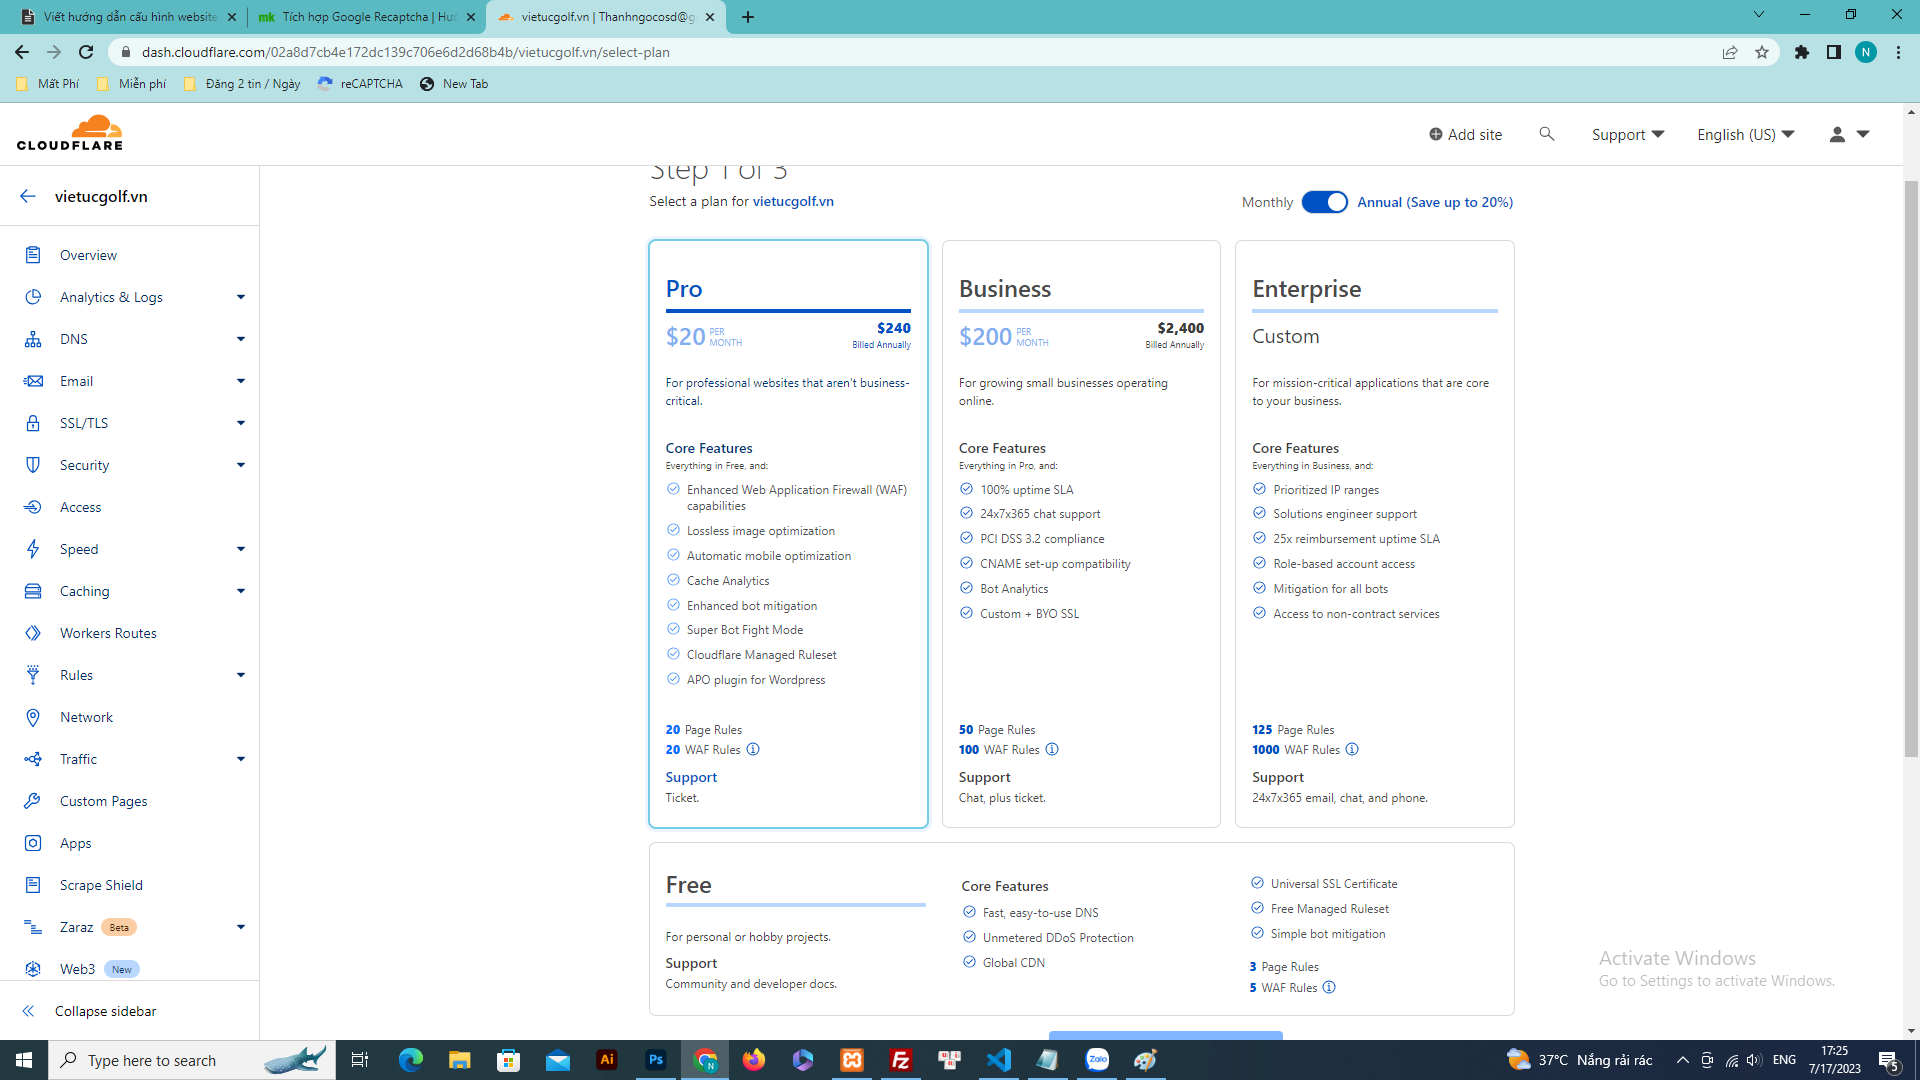 Viết hướng dẫn cấu hình website
Tích hợp Google Recaptcha | Hướ
vietucgolf.vn | Thanhngocosd@g
dash.cloudflare.com/02a8d7cb4e172dc139c706e6d2d68b4b/vietucgolf.vn/select-plan
N
Mất Phí
Miễn phí
Đăng 2 tin / Ngày
reCAPTCHA
New Tab
CLOUDFLARE
Add site
Support
English (US)
vietucgolf.vn
Overview
Analytics & Logs
DNS
Email
SSL/TLS
Security
Access
Speed
Caching
Workers Routes
Rules
Network
Traffic
Custom Pages
Apps
Scrape Shield
Zaraz Beta
Web3 New
Collapse sidebar
Step 1 of 3
Select a plan for vietucgolf.vn
Monthly
Annual (Save up to 20%)
Pro
$20 PER MONTH
$240
Billed Annually
For professional websites that aren't business-
critical.
Core Features
Everything in Free, and:
Enhanced Web Application Firewall (WAF)
capabilities
Lossless image optimization
Automatic mobile optimization
Cache Analytics
Enhanced bot mitigation
Super Bot Fight Mode
Cloudflare Managed Ruleset
APO plugin for Wordpress
20 Page Rules
20 WAF Rules
Support
Ticket.
Business
$200 PER MONTH
$2,400
Billed Annually
For growing small businesses operating
online.
Core Features
Everything in Pro, and:
100% uptime SLA
24x7x365 chat support
PCI DSS 3.2 compliance
CNAME set-up compatibility
Bot Analytics
Custom + BYO SSL
50 Page Rules
100 WAF Rules
Support
Chat, plus ticket.
Enterprise
Custom
For mission-critical applications that are core
to your business.
Core Features
Everything in Business, and:
Prioritized IP ranges
Solutions engineer support
25x reimbursement uptime SLA
Role-based account access
Mitigation for all bots
Access to non-contract services
125 Page Rules
1000 WAF Rules
Support
24x7x365 email, chat, and phone.
Free
For personal or hobby projects.
Support
Community and developer docs.
Core Features
Fast, easy-to-use DNS
Unmetered DDoS Protection
Global CDN
Universal SSL Certificate
Free Managed Ruleset
Simple bot mitigation
3 Page Rules
5 WAF Rules
Activate Windows
Go to Settings to activate Windows.
Type here to search
Ai
Ps
N
Fz
Zalo
37°C Nắng rải rác
ENG
17:25
7/17/2023
5